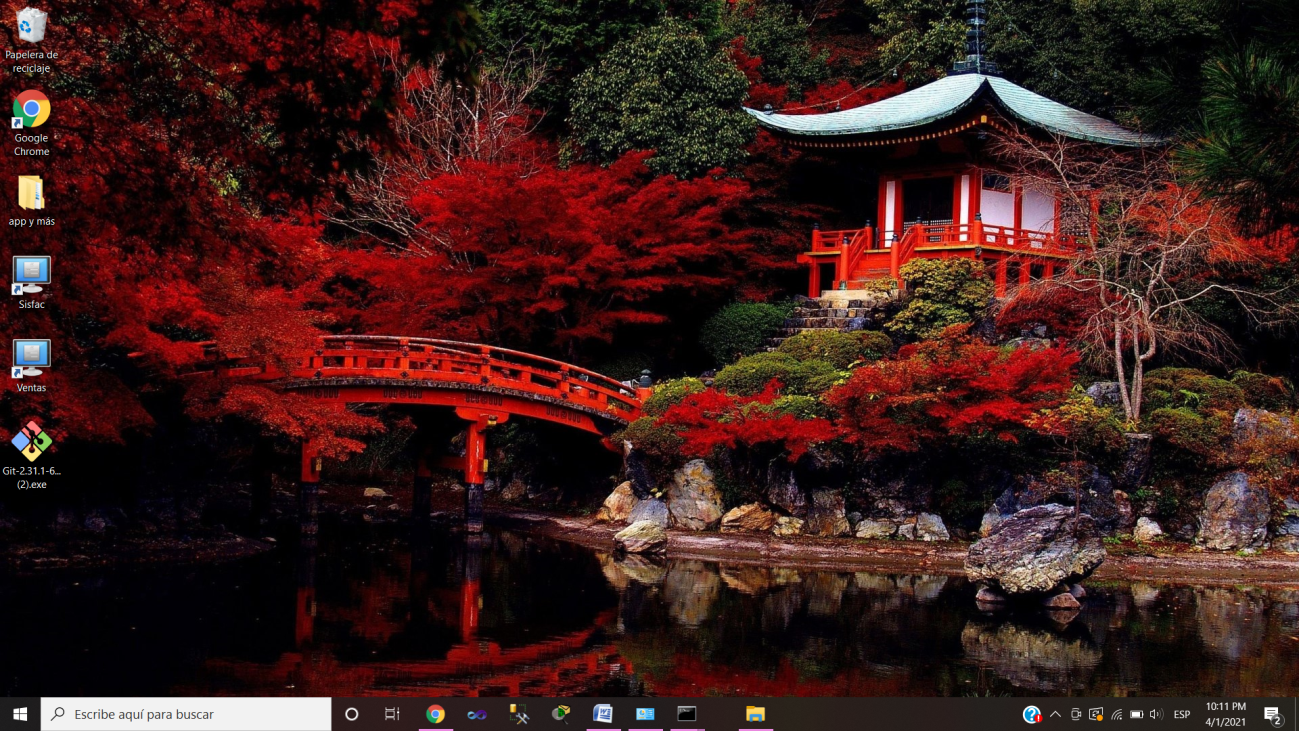 Papelera de
reciclaje
Google
Chrome
app y más
Sisfac
Ventas
Git-2.31.1-6...
(2).exe
Escribe aquí para buscar
ESP
10:11 PM
4/1/2021
2